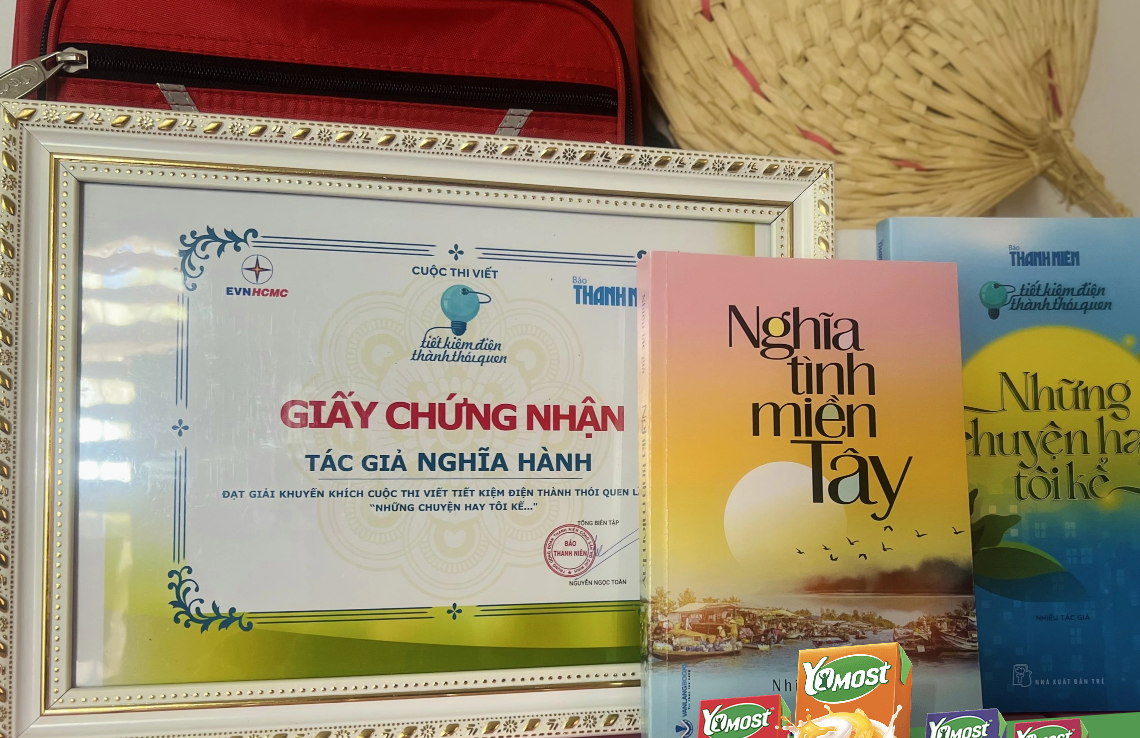 CUỘC THI VIẾT
EVNHCMC
Báo
THANH N
tiết kiệm điện
thành thói quen
GIẤY CHỨNG NHẬN
TÁC GIẢ NGHĨA HÀNH
ĐẠT GIẢI KHUYẾN KHÍCH CUỘC THI VIẾT TIẾT KIỆM ĐIỆN THÀNH THÓI QUEN L
"NHỮNG CHUYỆN HAY TÔI KỂ..."
TỔNG BIÊN TẬP
BÁO
THANH NIÊN
NGUYỄN NGỌC TOÀN
Nghĩa
tình
miền
Tây
VANLANGBOOKS
Nhi
Báo
THANH NIÊN
tiết kiệm điện
thành thói quen
Những
chuyện ha
tôi kể
NHIỀU TÁC GIẢ
NHÀ XUẤT BẢN TRẺ
YOMOST
YOMOST
YOMOST
YOMOST